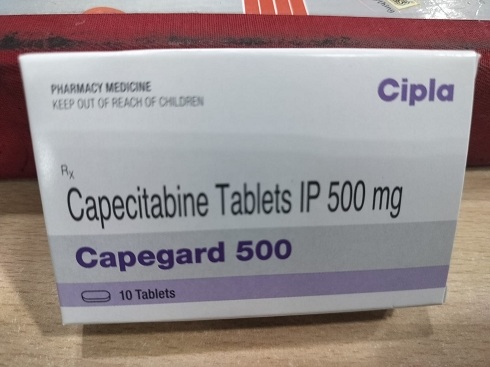 PHARMACY MEDICINE
KEEP OUT OF REACH OF CHILDREN
Cipla
Rx
Capecitabine Tablets IP 500 mg
Capegard 500
10 Tablets